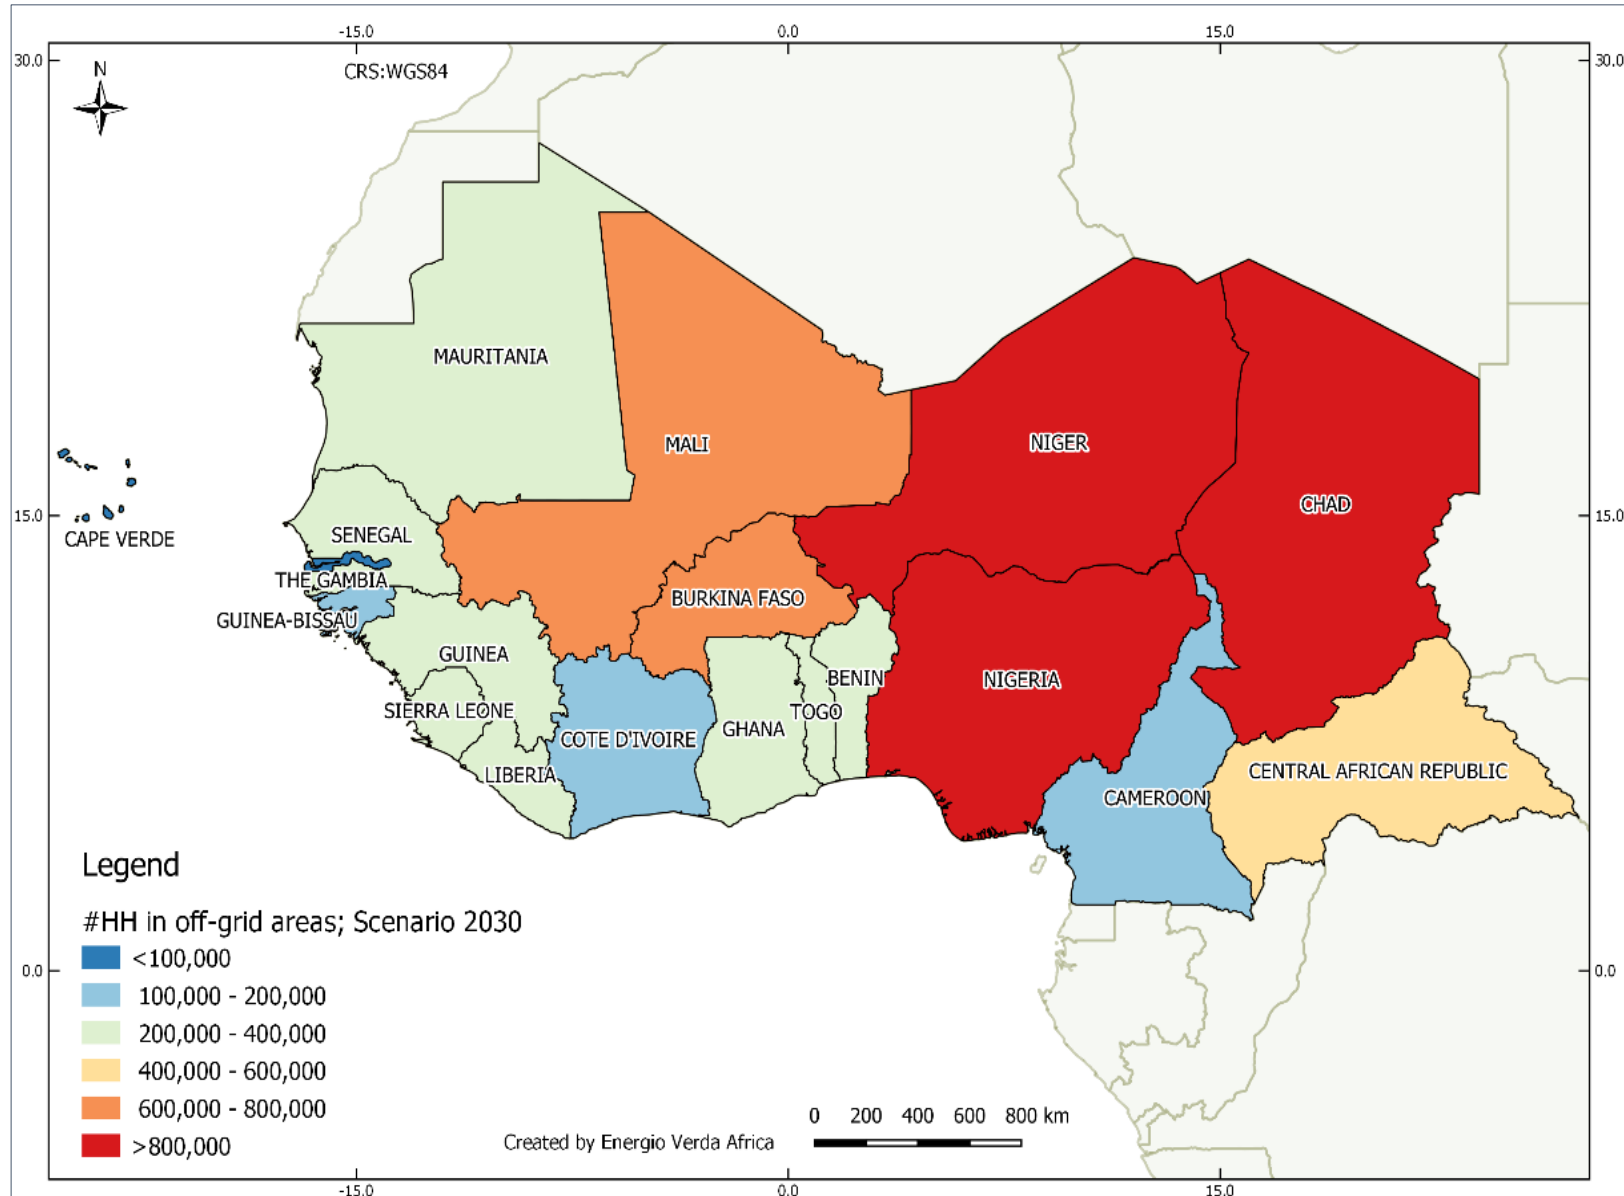 -15.0
0.0
15.0
30.0
30.0
CRS:WGS84
N
MAURITANIA
MALI
NIGER
CHAD
15.0
15.0
SENEGAL
CAPE VERDE
THE GAMBIA
BURKINA FASO
GUINEA-BISSAU
GUINEA
BENIN
NIGERIA
SIERRA LEONE
TOGO
GHANA
COTE D'IVOIRE
LIBERIA
CENTRAL AFRICAN REPUBLIC
CAMEROON
Legend
#HH in off-grid areas; Scenario 2030
<100,000
100,000 - 200,000
200,000 - 400,000
400,000 - 600,000
600,000 - 800,000
>800,000
0.0
0.0
0 200 400 600 800 km
Created by Energio Verda Africa
-15.0
0.0
15.0